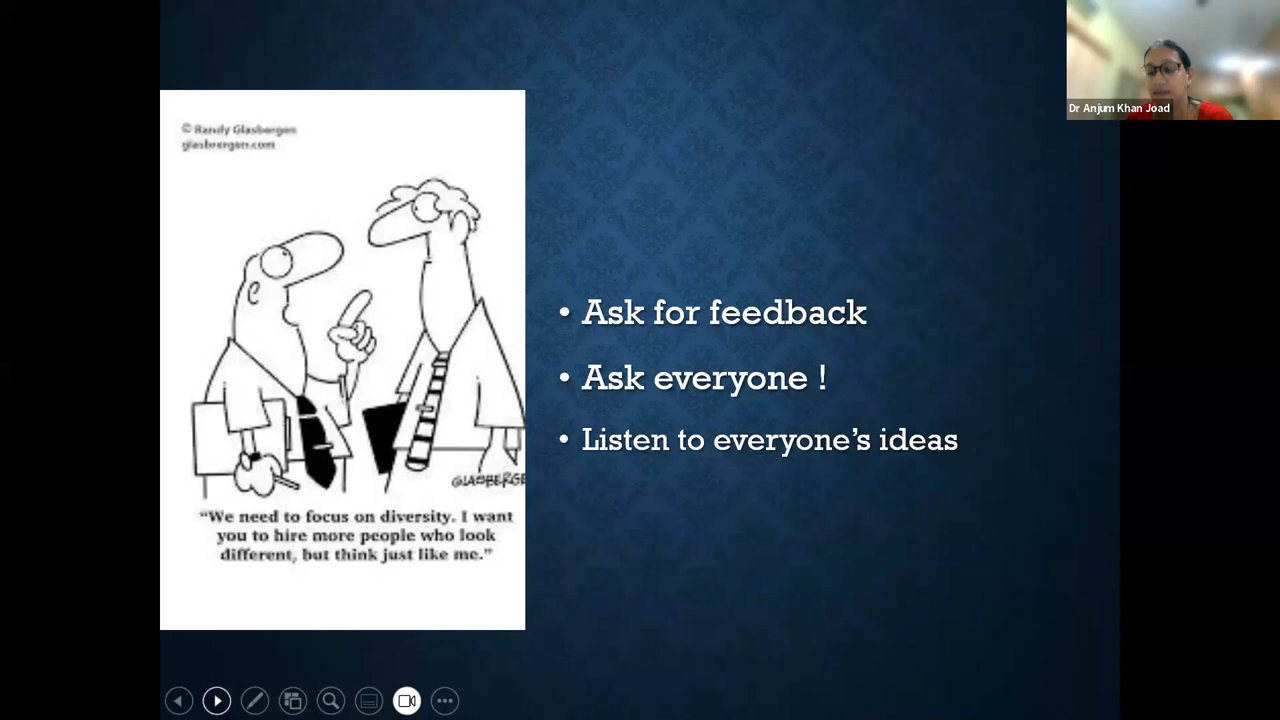 Dr Anjum Khan Joad
© Randy Glasbergen
glasbergen.com
GLASBERGE
“We need to focus on diversity. I want
you to hire more people who look
different, but think just like me.”
• Ask for feedback
• Ask everyone !
• Listen to everyone’s ideas